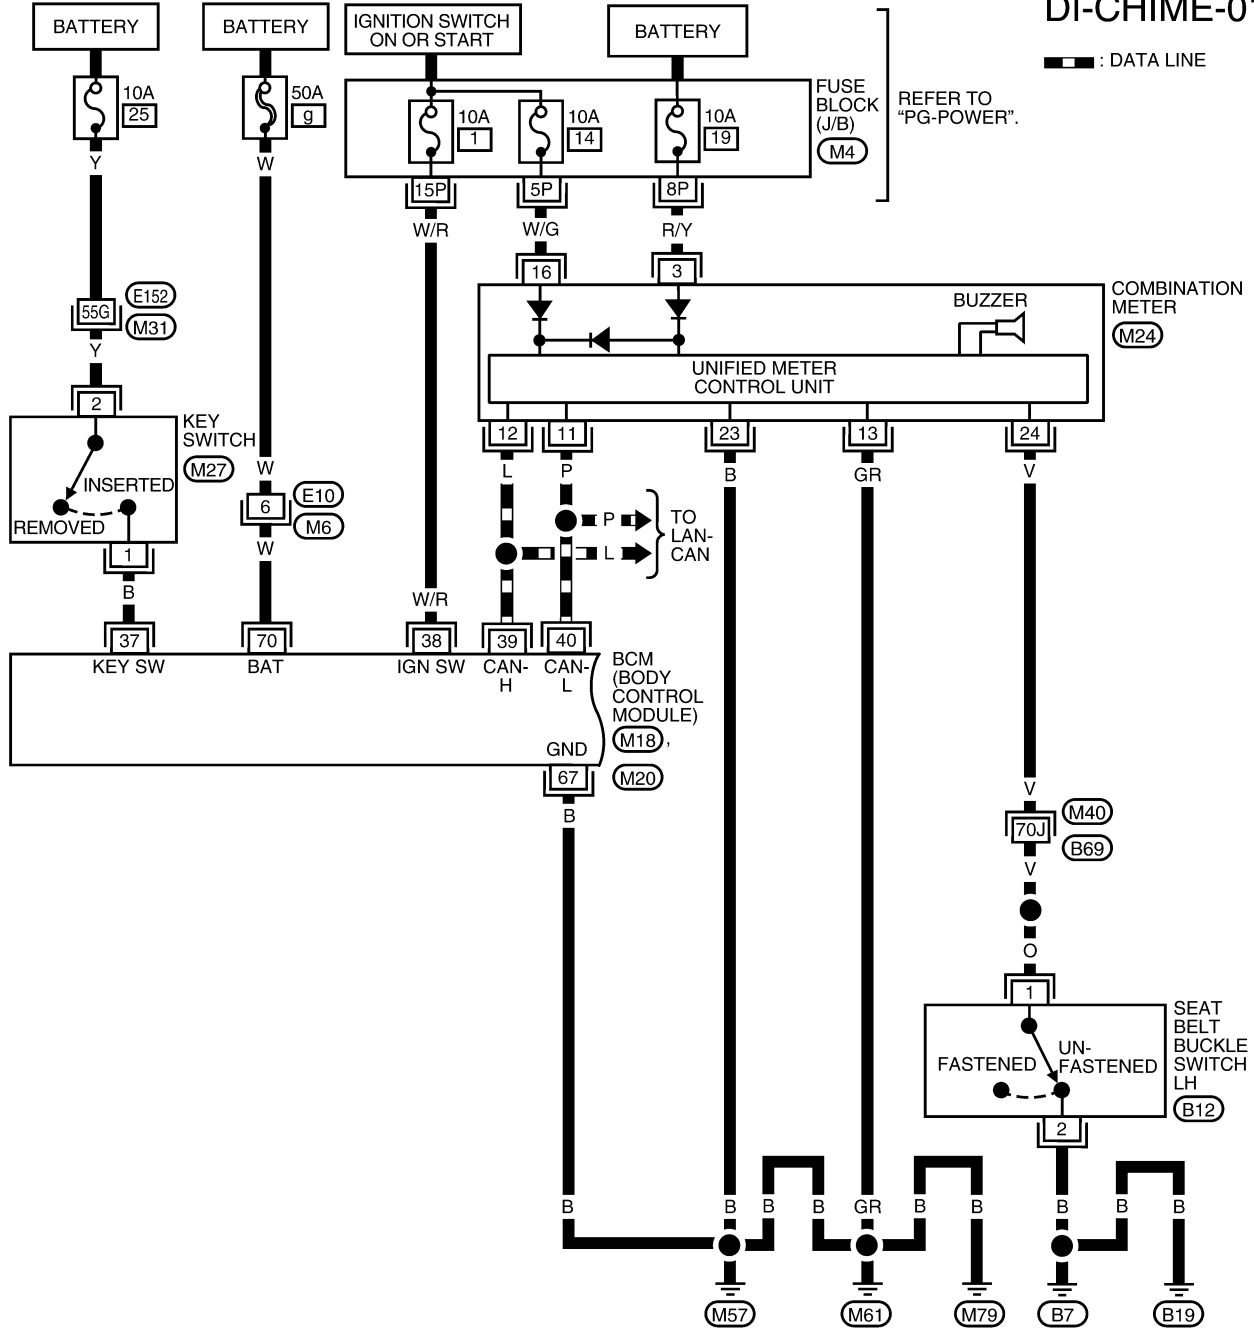 DI-CHIME-01
: DATA LINE
BATTERY
BATTERY
IGNITION SWITCH
ON OR START
BATTERY
10A
25
50A
g
10A
1
10A
14
10A
19
FUSE
BLOCK
(J/B)
M4
REFER TO
“PG-POWER”.
Y
W
15P
5P
8P
W/R
W/G
R/Y
16
3
55G
E152
M31
Y
BUZZER
COMBINATION
METER
M24
UNIFIED METER
CONTROL UNIT
12
11
23
13
24
2
KEY
SWITCH
M27
INSERTED
REMOVED
1
B
W
6
E10
M6
W
L
P
B
GR
V
P
L
TO
LAN-
CAN
W/R
37
70
38
39
40
KEY SW
BAT
IGN SW
CAN-
H
CAN-
L
BCM
(BODY
CONTROL
MODULE)
M18 ,
M20
GND
67
B
V
70J
M40
B69
V
O
1
SEAT
BELT
BUCKLE
SWITCH
LH
B12
FASTENED
UN-
FASTENED
2
B
B
B
B
GR
B
B
B
B
B
M57
M61
M79
B7
B19